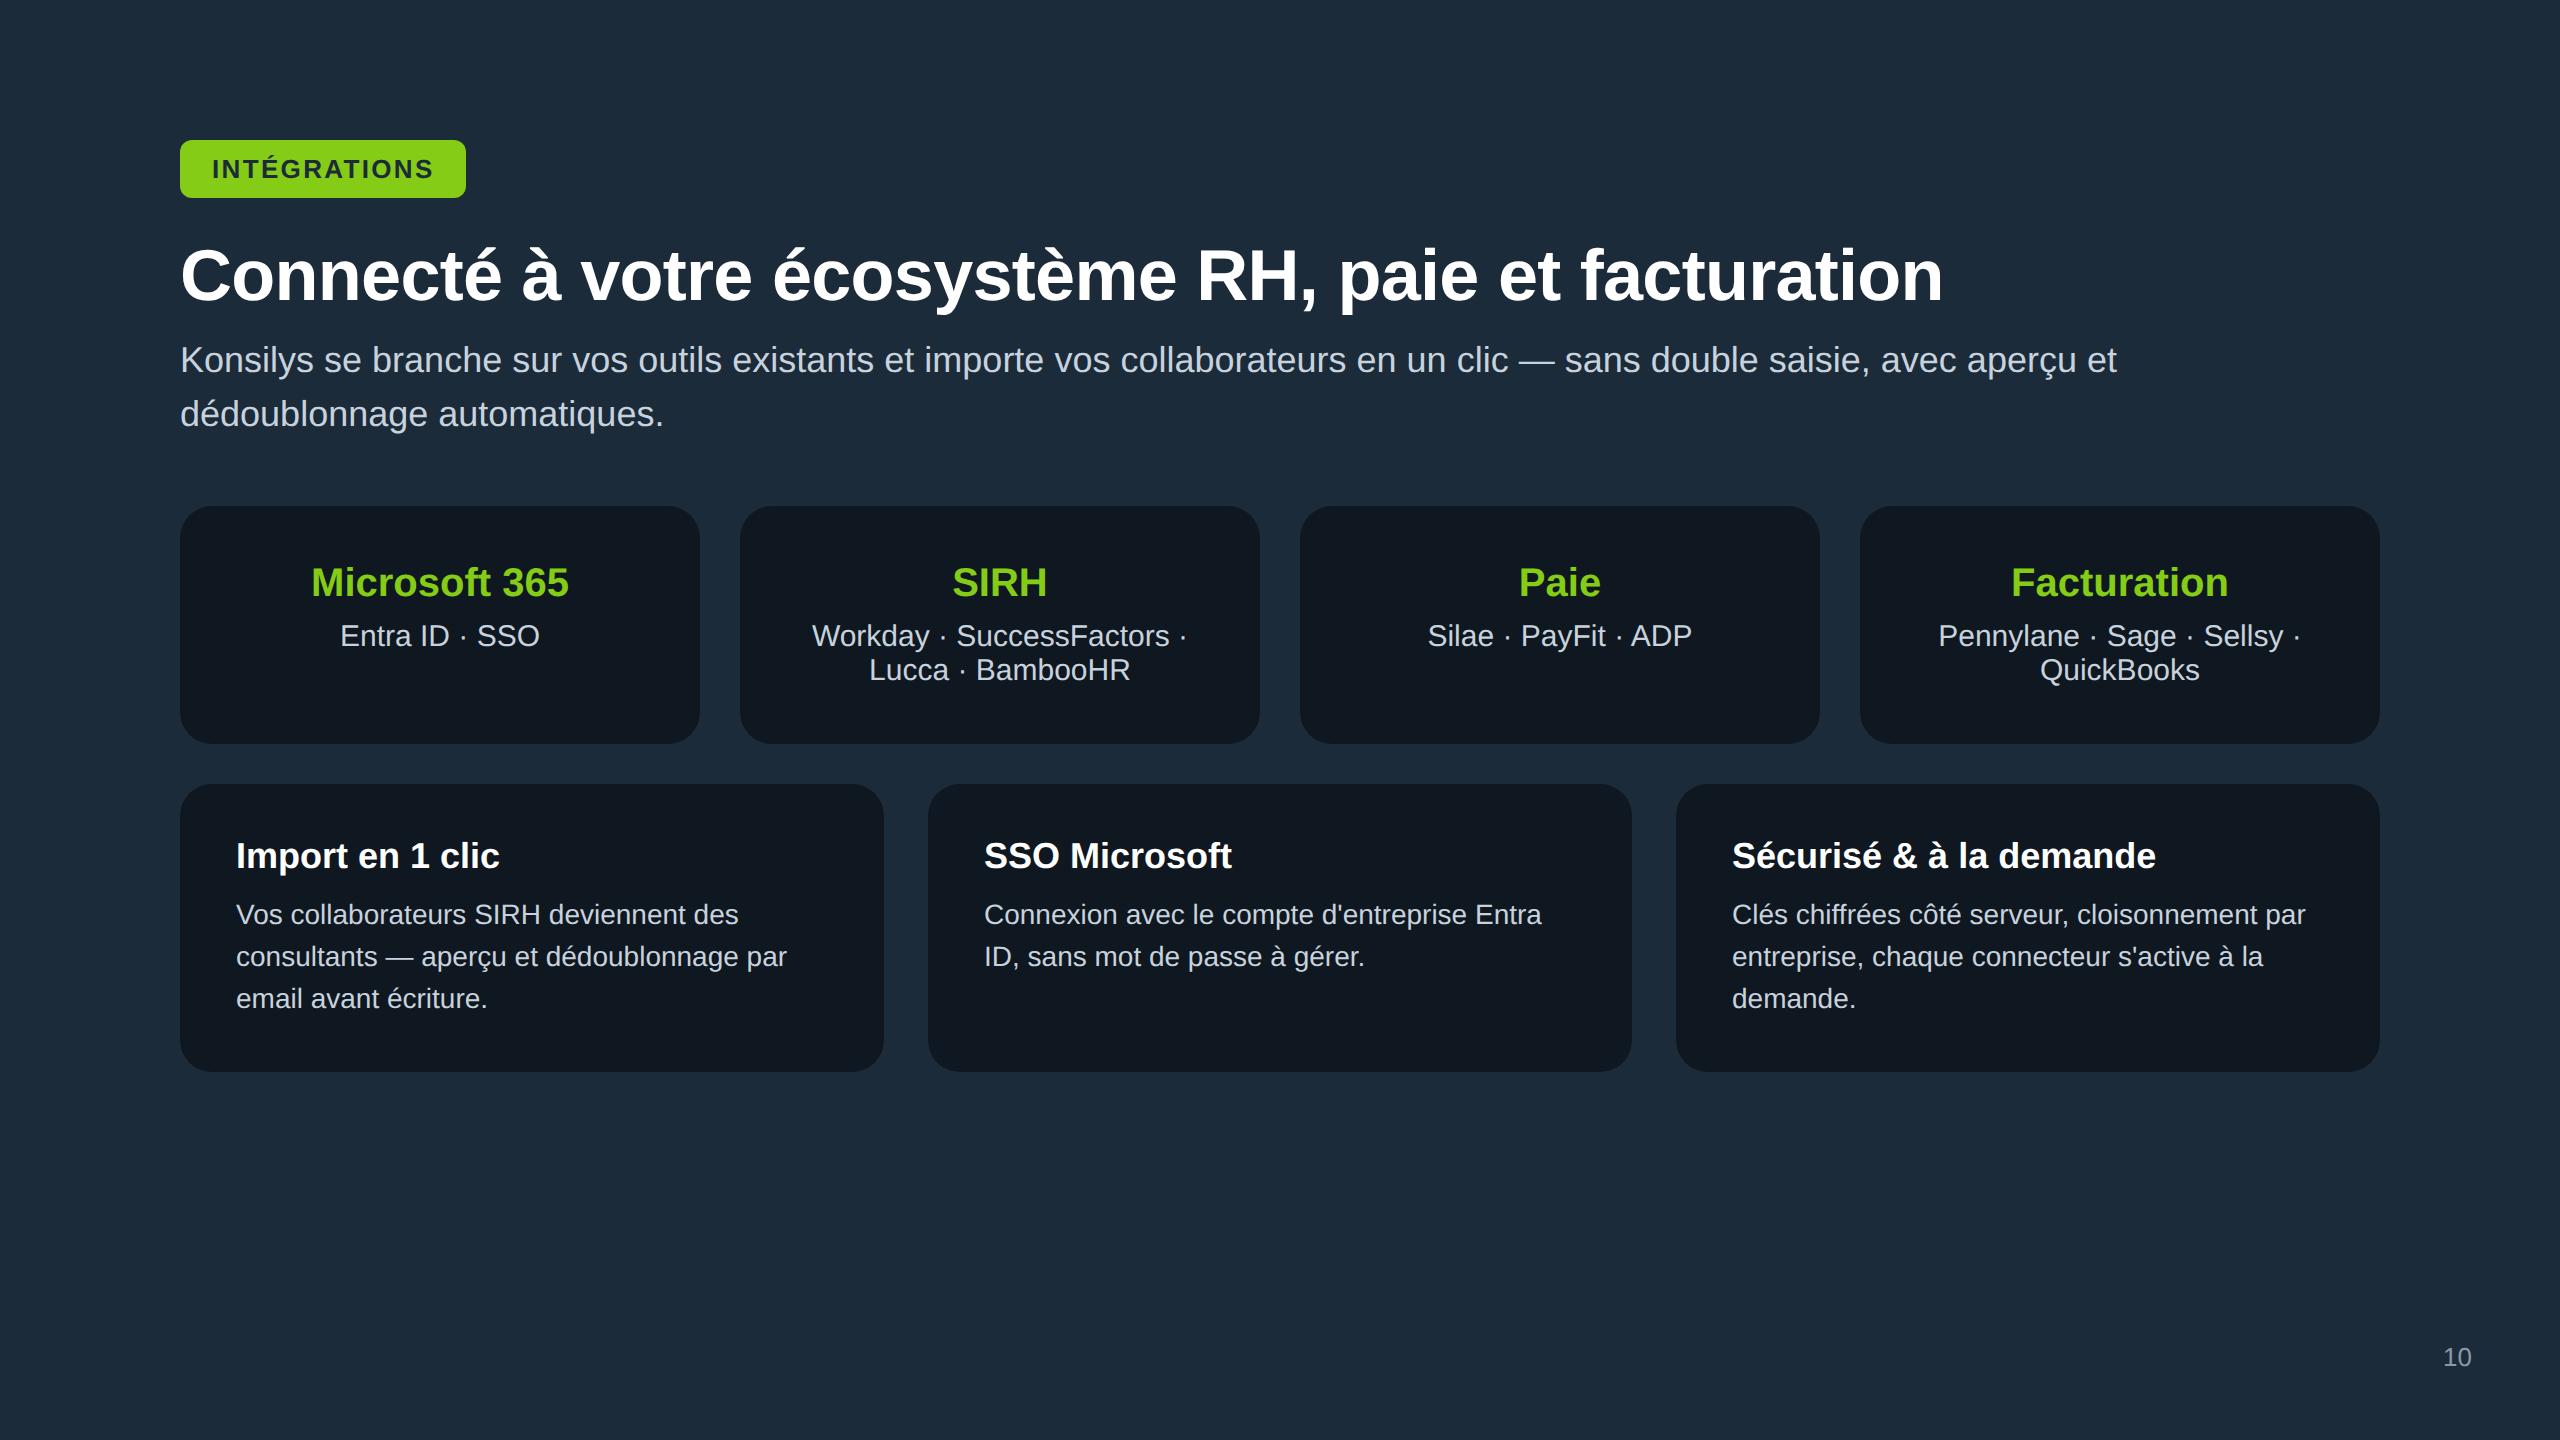 INTÉGRATIONS
Connecté à votre écosystème RH, paie et facturation
Konsilys se branche sur vos outils existants et importe vos collaborateurs en un clic — sans double saisie, avec aperçu et
dédoublonnage automatiques.
Microsoft 365
Entra ID · SSO
SIRH
Workday · SuccessFactors ·
Lucca · BambooHR
Paie
Silae · PayFit · ADP
Facturation
Pennylane · Sage · Sellsy ·
QuickBooks
Import en 1 clic
Vos collaborateurs SIRH deviennent des
consultants — aperçu et dédoublonnage par
email avant écriture.
SSO Microsoft
Connexion avec le compte d'entreprise Entra
ID, sans mot de passe à gérer.
Sécurisé & à la demande
Clés chiffrées côté serveur, cloisonnement par
entreprise, chaque connecteur s'active à la
demande.
10